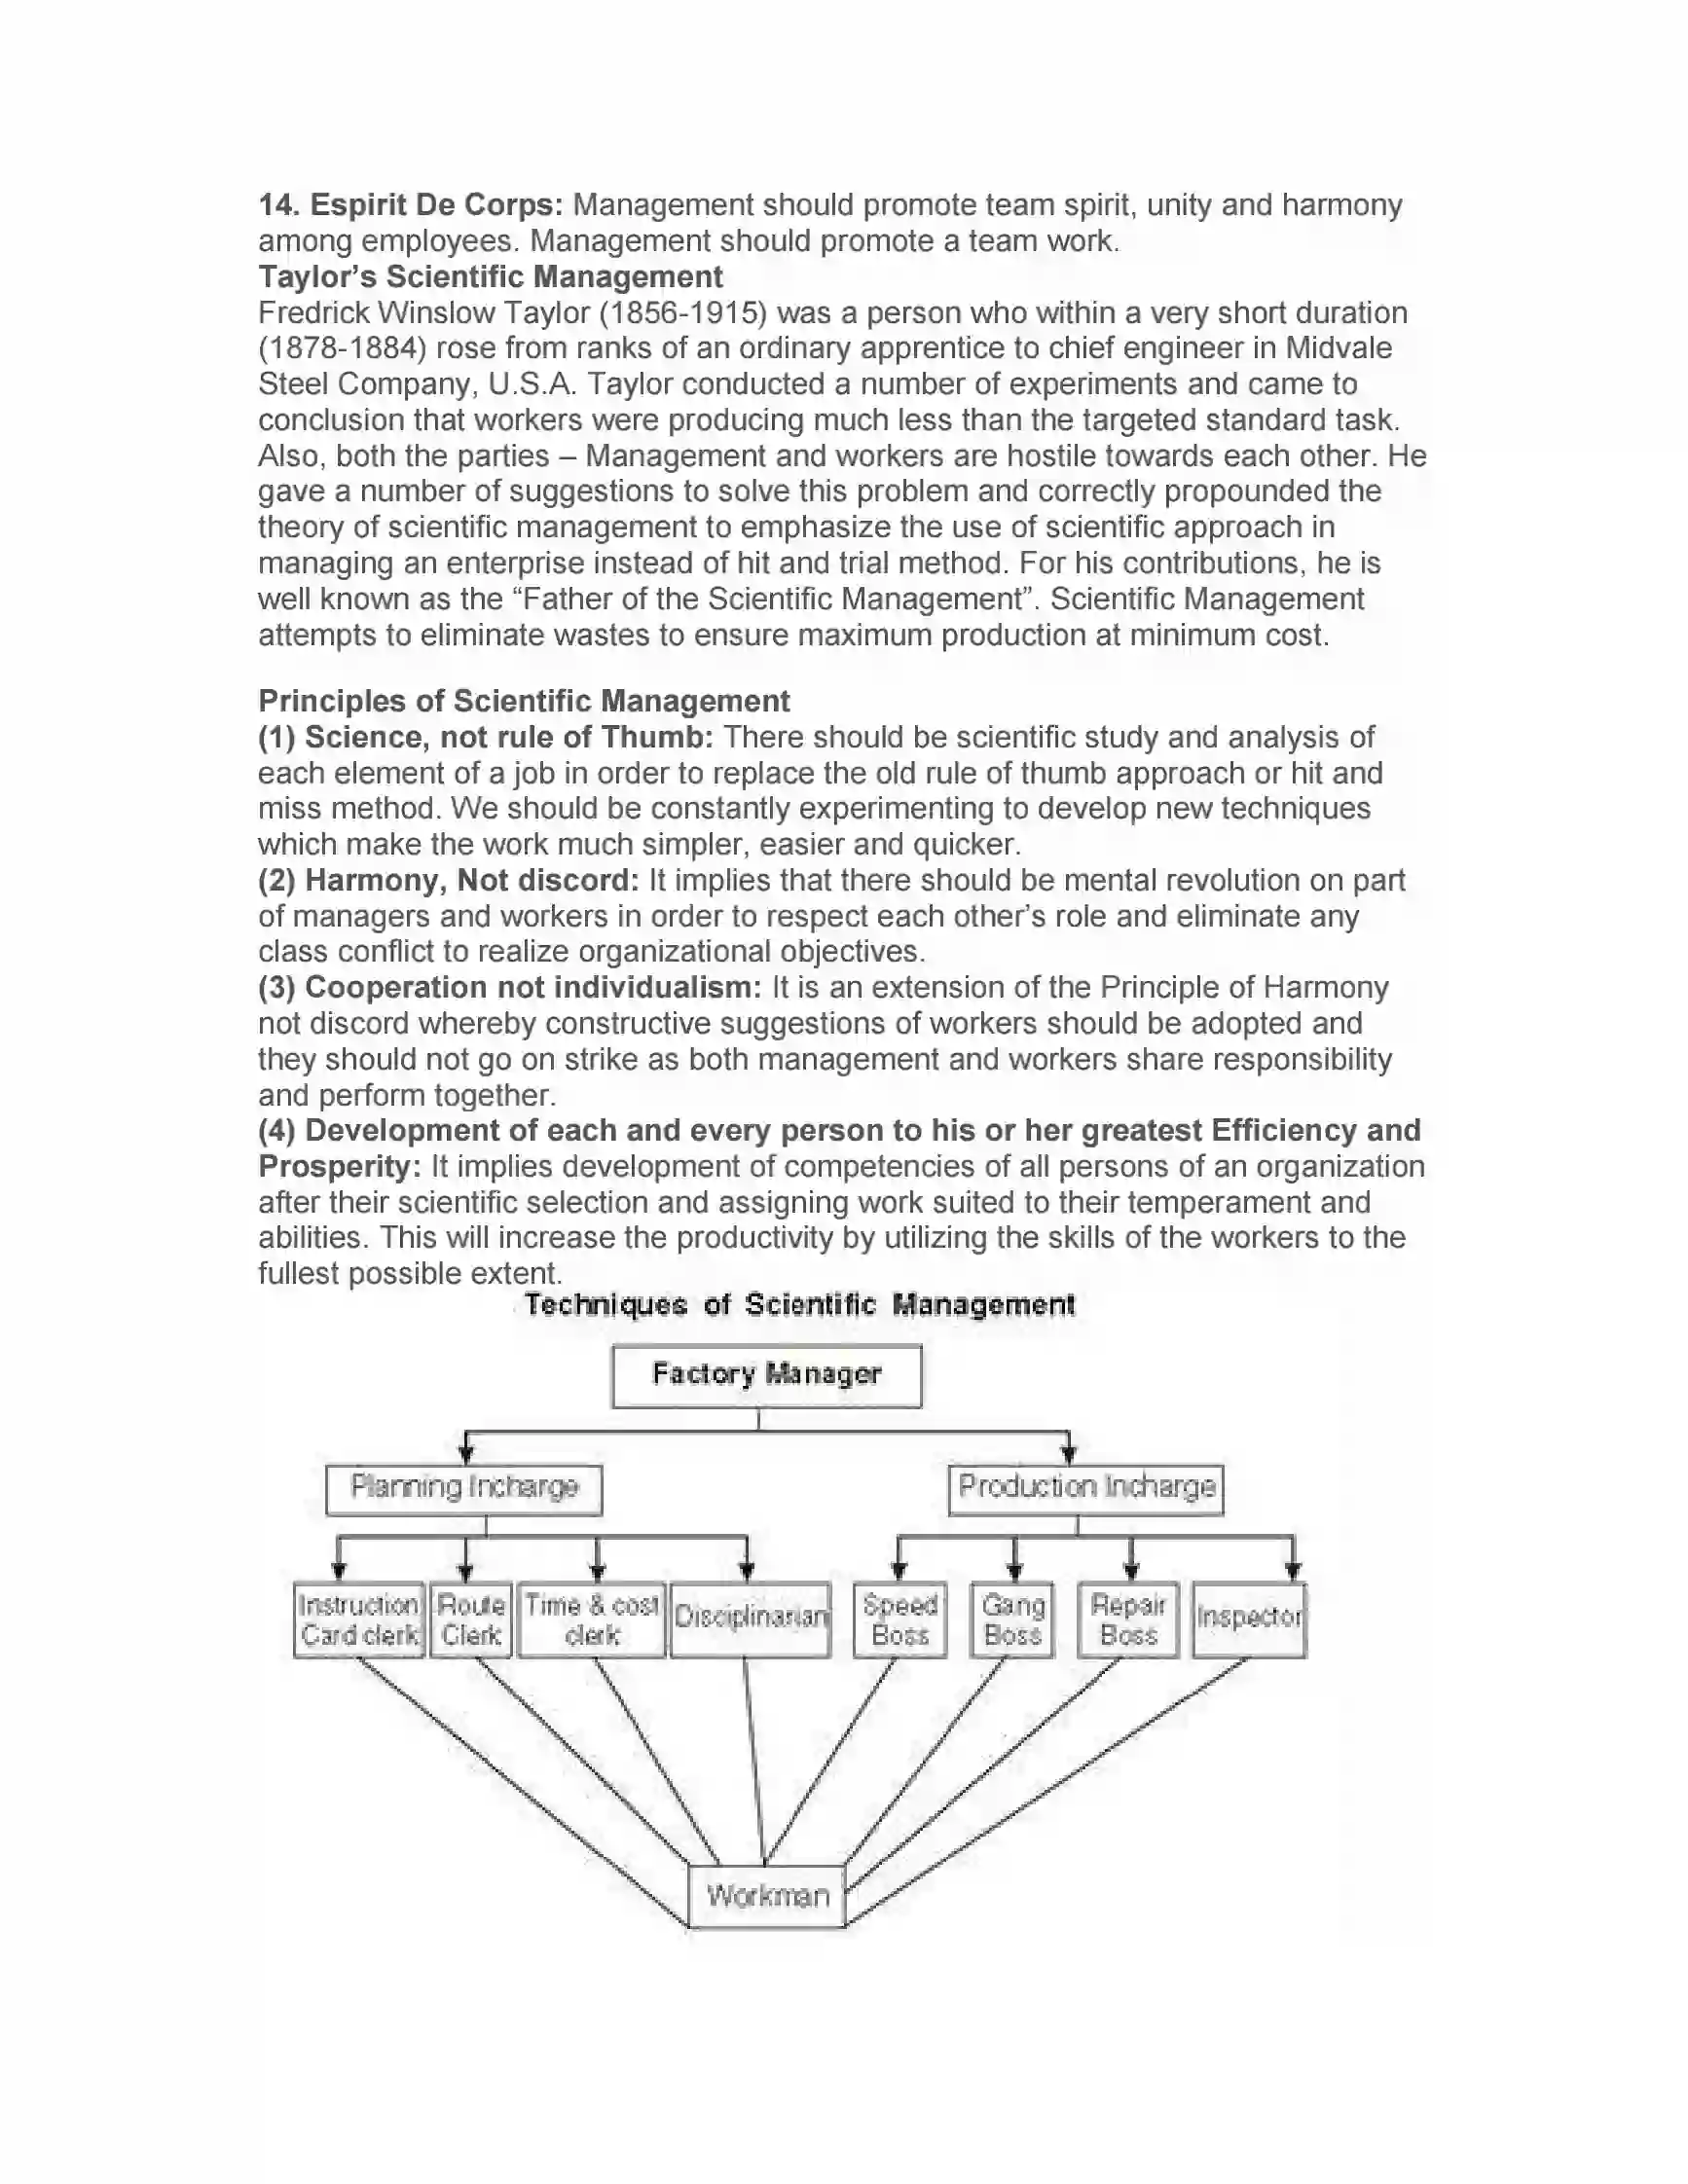 14. Espirit De Corps: Management should promote team spirit, unity and harmony
among employees. Management should promote a team work.
Taylor's Scientific Management
Fredrick Winslow Taylor (1856-1915) was a person who within a very short duration
(1878-1884) rose from ranks of an ordinary apprentice to chief engineer in Midvale
Steel Company, U.S.A. Taylor conducted a number of experiments and came to
conclusion that workers were producing much less than the targeted standard task.
Also, both the parties – Management and workers are hostile towards each other. He
gave a number of suggestions to solve this problem and correctly propounded the
theory of scientific management to emphasize the use of scientific approach in
managing an enterprise instead of hit and trial method. For his contributions, he is
well known as the “Father of the Scientific Management”. Scientific Management
attempts to eliminate wastes to ensure maximum production at minimum cost.
Principles of Scientific Management
(1) Science, not rule of Thumb: There should be scientific study and analysis of
each element of a job in order to replace the old rule of thumb approach or hit and
miss method. We should be constantly experimenting to develop new techniques
which make the work much simpler, easier and quicker.
(2) Harmony, Not discord: It implies that there should be mental revolution on part
of managers and workers in order to respect each other's role and eliminate any
class conflict to realize organizational objectives.
(3) Cooperation not individualism: It is an extension of the Principle of Harmony
not discord whereby constructive suggestions of workers should be adopted and
they should not go on strike as both management and workers share responsibility
and perform together.
(4) Development of each and every person to his or her greatest Efficiency and
Prosperity: It implies development of competencies of all persons of an organization
after their scientific selection and assigning work suited to their temperament and
abilities. This will increase the productivity by utilizing the skills of the workers to the
fullest possible extent.
Techniques of Scientific Management
Factory Manager
Planning Incharge
Production Incharge
Instruction
Card clerk
Route
Clerk
Time & cost
clerk
Disciplinarian
Speed
Boss
Gang
Boss
Repair
Boss
Inspector
Workman